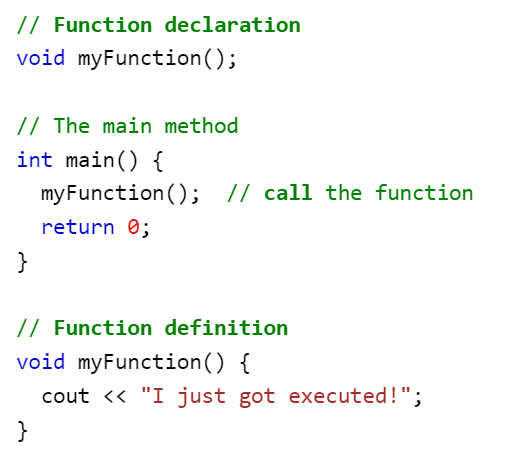 // Function declaration
void myFunction();
// The main method
int main() {
  myFunction();  // call the function
  return 0;
}
// Function definition
void myFunction() {
  cout << "I just got executed!";
}